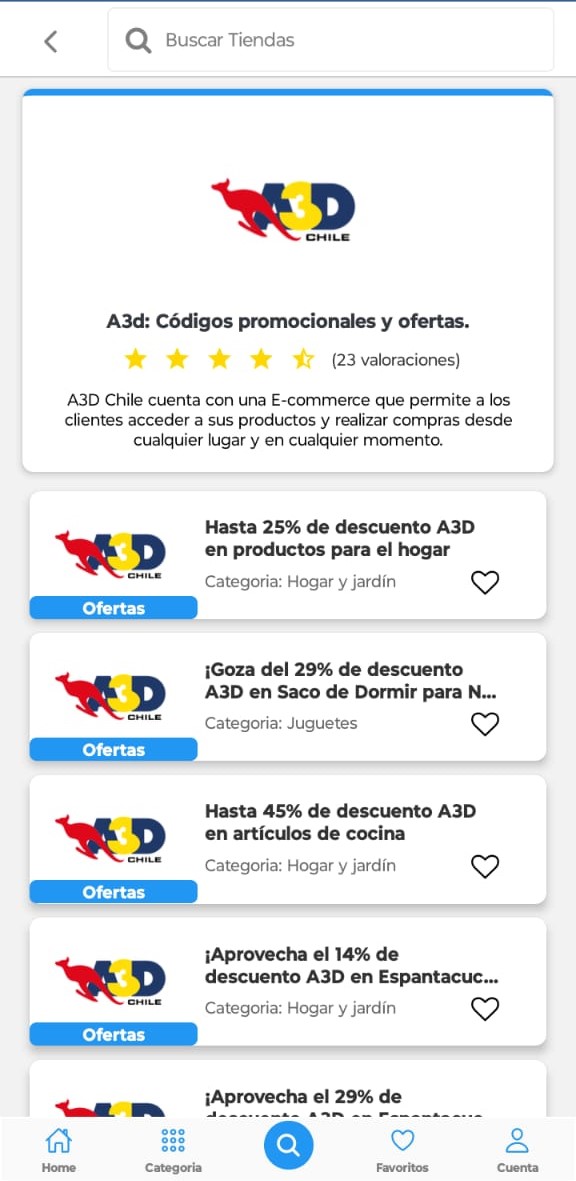 Buscar Tiendas
A3D
CHILE
A3d: Códigos promocionales y ofertas.
(23 valoraciones)
A3D Chile cuenta con una E-commerce que permite a los
clientes acceder a sus productos y realizar compras desde
cualquier lugar y en cualquier momento.
A3D
CHILE
Ofertas
Hasta 25% de descuento A3D
en productos para el hogar
Categoria: Hogar y jardín
A3D
CHILE
Ofertas
¡Goza del 29% de descuento
A3D en Saco de Dormir para N...
Categoria: Juguetes
A3D
CHILE
Ofertas
Hasta 45% de descuento A3D
en artículos de cocina
Categoria: Hogar y jardín
A3D
CHILE
Ofertas
¡Aprovecha el 14% de
descuento A3D en Espantacuc...
Categoria: Hogar y jardín
¡Aprovecha el 29% de
Home
Categoria
Favoritos
Cuenta